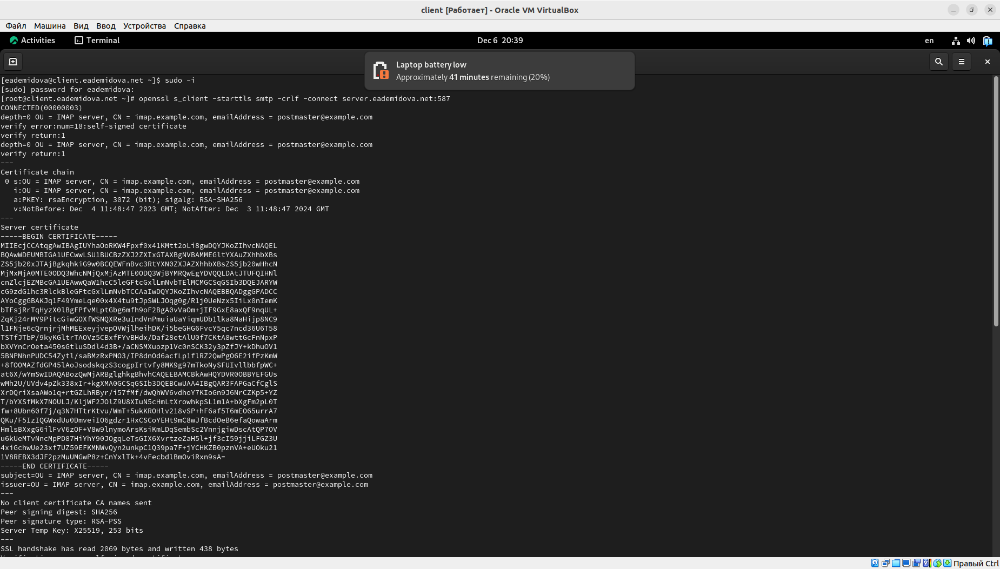 client [Работает] - Oracle VM VirtualBox
Файл Машина Вид Ввод Устройства Справка
Activities Terminal Dec 6 20:39 en
Laptop battery low
Approximately 41 minutes remaining (20%)
[eademidova@client.eademidova.net ~]$ sudo -i
[sudo] password for eademidova:
[root@client.eademidova.net ~]# openssl s_client -starttls smtp -crlf -connect server.eademidova.net:587
CONNECTED(00000003)
depth=0 OU = IMAP server, CN = imap.example.com, emailAddress = postmaster@example.com
verify error:num=18:self-signed certificate
verify return:1
depth=0 OU = IMAP server, CN = imap.example.com, emailAddress = postmaster@example.com
verify return:1
---
Certificate chain
 0 s:OU = IMAP server, CN = imap.example.com, emailAddress = postmaster@example.com
   i:OU = IMAP server, CN = imap.example.com, emailAddress = postmaster@example.com
   a:PKEY: rsaEncryption, 3072 (bit); sigalg: RSA-SHA256
   v:NotBefore: Dec  4 11:48:47 2023 GMT; NotAfter: Dec  3 11:48:47 2024 GMT
---
Server certificate
-----BEGIN CERTIFICATE-----
MIIEcjCCAtqgAwIBAgIUYhaOoRKW4Fpxf0x41KMtt2oLi8gwDQYJKoZIhvcNAQEL
BQAwWDEUMBIGA1UECwwLSU1BUCBzZXJ2ZXIxGTAXBgNVBAMMEGltYXAuZXhhbXBs
ZS5jb20xJTAjBgkqhkiG9w0BCQEWFnBvc3RtYXN0ZXJAZXhhbXBsZS5jb20wHhcN
MjMxMjA0MTE0ODQ3WhcNMjQxMjAzMTE0ODQ3WjBYMRQwEgYDVQQLDAtJTUFQIHNl
cnZlcjEZMBcGA1UEAwwQaW1hcC5leGFtcGxlLmNvbTElMCMGCSqGSIb3DQEJARYW
cG9zdG1hc3RlckBleGFtcGxlLmNvbTCCAaIwDQYJKoZIhvcNAQEBBQADggGPADCC
AYoCggGBAKJq1F49YmeLqe00x4X4tu9tJpSWLJOqg0g/R1j0UeNzx5IiLx0nIemK
bTFsjRrTqHyzX0lBgFPfvMLptGbg6mfh9oF2BgA0vVaOm+jIF9GxE8axQF9nqUL+
ZqKj24rMY9PitcGiwGOXfWSNQXRe3uIndVnPmuiaUaYiqmUDb1lka8NaHijp8NC9
l1FNje6cQrnjrjMhMEExeyjvepOVWjlheihDK/i5beGHG6FvcY5qc7ncd36U6T58
TSTfJTbP/9kyKGltrTAOVz5CBxfFYvBHdx/Daf28etAlU0f7CKtA8wttGcFnNpxP
bXVYnCrOeta450sGtluSDdl4d3B+/aCNSMXuozp1Vc0nSCK32y3pZfJY+kDhuOV1
5BNPNhnPUDC54Zytl/saBMzRxPMO3/IP8dnOd6acfLp1flRZ2QwPgO6E2ifPzKmW
+8fOOMAZfdGP45lAoJsodskqzS3cogpIrtvfy8MK9g97mTkoNySFUIvllbbfpWC+
at6X/wYmSwIDAQABozQwMjARBglghkgBhvhCAQEEBAMCBkAwHQYDVR0OBBYEFGUs
wMh2U/UVdv4pZk338xIr+kgXMA0GCSqGSIb3DQEBCwUAA4IBgQAR3FAPGaCfCglS
XrDQriXsaAWo1q+rtGZLhRByr/i57fMf/dwQhWV6vdhoY7KIoGn9J6NrCZKp5+YZ
T/bYXSfMkX7NOULJ/KljWF2JOlZ9U8XIuN5cHmLtXrowhkpSL1m1A+bXgFm2pL0T
fw+8Ubn60f7j/q3N7HTtrKtvu/WmT+5ukKROHlv218vSP+hF6af5T6mEO65urrA7
QKu/F5IzIQGWxdUu0DmveiIO6gdzr1HxCSCoYEHt9mC8wJfBcdOeB6efaQowaArm
HmlsBXxgG6ilFvV6zOF+V8w9lnymoArsKsiKmLDqSembSc2VnnjgiwDscAtQP7OV
u6kUeMTvNncMpPD87HiYhY90JOgqLeTsGIX6XvrtzeZaH5l+jf3cI59jjiLFGZ3U
4xiGchwUe23xf7UZ59EFKMNWvQyn2unkpC1Q39pa7F+jYCHKZB0pznVA+eUOku21
1V8REBX3dJF2pzMuUMGwP8z+CnYxlTk+4vFecbdlBmOviRxn9sA=
-----END CERTIFICATE-----
subject=OU = IMAP server, CN = imap.example.com, emailAddress = postmaster@example.com
issuer=OU = IMAP server, CN = imap.example.com, emailAddress = postmaster@example.com
---
No client certificate CA names sent
Peer signing digest: SHA256
Peer signature type: RSA-PSS
Server Temp Key: X25519, 253 bits
---
SSL handshake has read 2069 bytes and written 438 bytes
Правый Ctrl